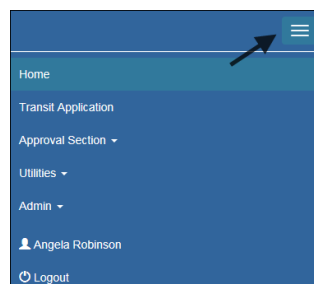 Home
Transit Application
Approval Section
Utilities
Admin
Angela Robinson
Logout